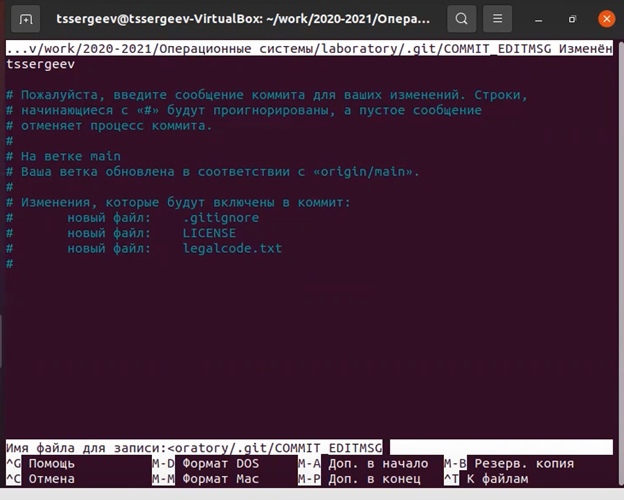 tssergeev@tssergeev-VirtualBox: ~/work/2020-2021/Опера...
...v/work/2020-2021/Операционные системы/laboratory/.git/COMMIT_EDITMSG Изменён
tssergeev
# Пожалуйста, введите сообщение коммита для ваших изменений. Строки,
# начинающиеся с «#» будут проигнорированы, а пустое сообщение
# отменяет процесс коммита.
#
# На ветке main
# Ваша ветка обновлена в соответствии с «origin/main».
#
# Изменения, которые будут включены в коммит:
# новый файл: .gitignore
# новый файл: LICENSE
# новый файл: legalcode.txt
#
Имя файла для записи:<oratory/.git/COMMIT_EDITMSG
^G Помощь M-D Формат DOS M-A Доп. в начало M-B Резерв. копия
^C Отмена M-M Формат Mac M-P Доп. в конец ^T К файлам